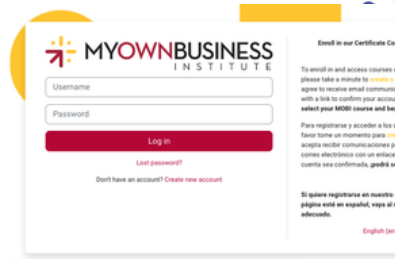 MYOWNBUSINESS
INSTITUTE
Username
Password
Log in
Lost password?
Don't have an account? Create new account
Enroll in our Certificate Co
To enroll in and access courses
please take a minute to create a
agree to receive email communic
with a link to confirm your accou
select your MOBI course and be
Para registrarse y acceder a los
favor tome un momento para cre
acepta recibir comunicaciones p
correo electrónico con un enlace
cuenta sea confirmada, ¡podrá s
Si quiere registrarse en nuestro
página esté en español, vaya al
adecuado.
English (en